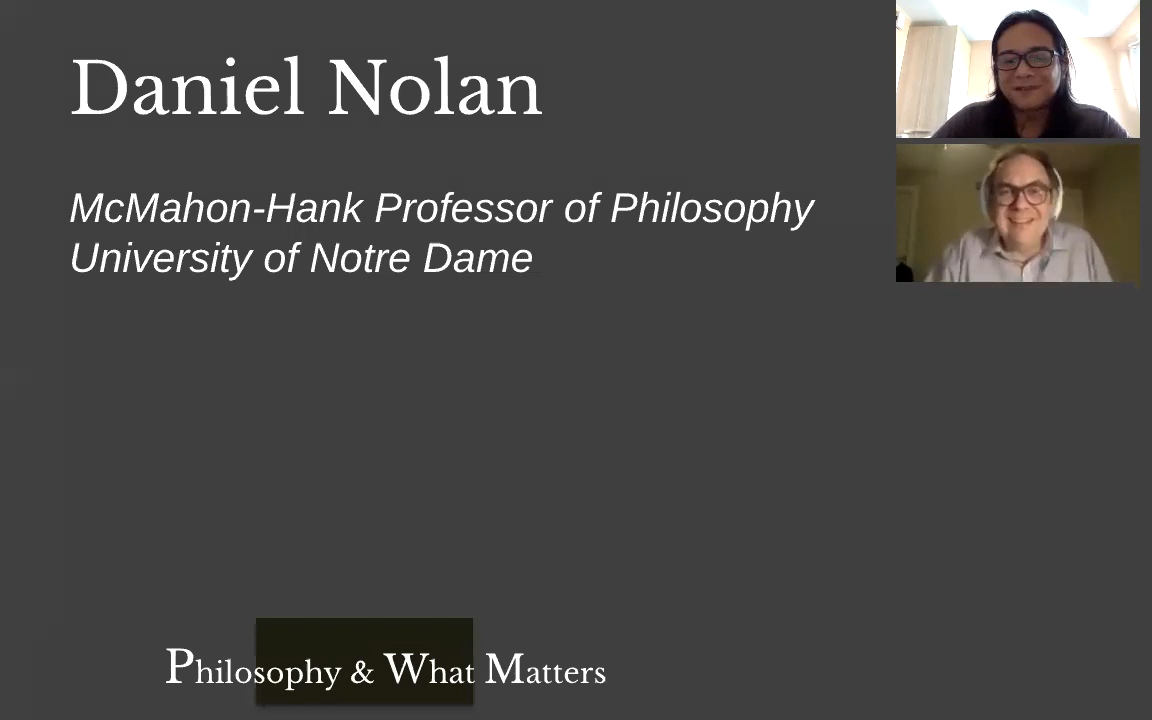 Daniel Nolan
McMahon-Hank Professor of Philosophy
University of Notre Dame
Philosophy & What Matters